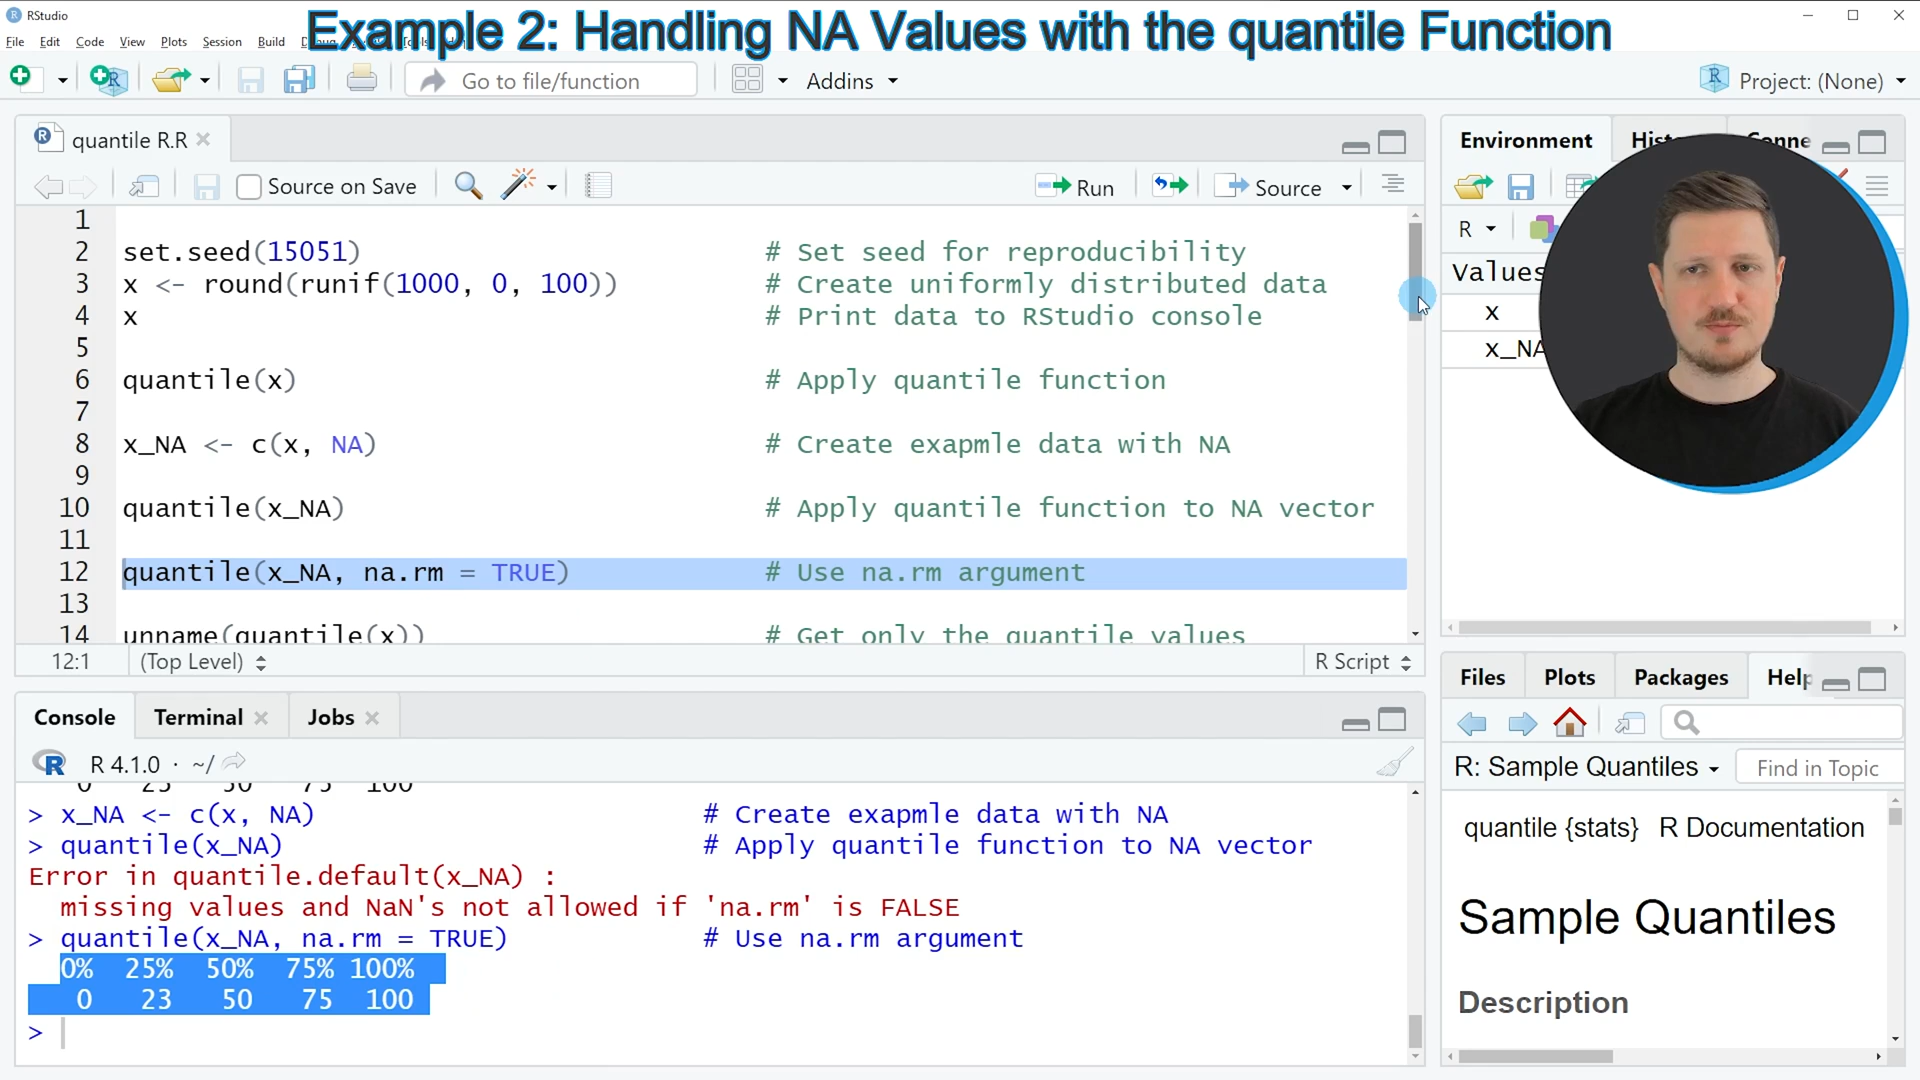 RStudio
Example 2: Handling NA Values with the quantile Function
File Edit Code View Plots Session Build
Go to file/function
Addins
Project: (None)
quantile R.R
Source on Save
Run
Source
1
2 set.seed(15051) # Set seed for reproducibility
3 x <- round(runif(1000, 0, 100)) # Create uniformly distributed data
4 x # Print data to RStudio console
5
6 quantile(x) # Apply quantile function
7
8 x_NA <- c(x, NA) # Create exapmle data with NA
9
10 quantile(x_NA) # Apply quantile function to NA vector
11
12 quantile(x_NA, na.rm = TRUE) # Use na.rm argument
13
14 unname(quantile(x)) # Get only the quantile values
12:1 (Top Level) R Script
Console Terminal Jobs
R 4.1.0 · ~/
0 23 50 75 100
> x_NA <- c(x, NA) # Create exapmle data with NA
> quantile(x_NA) # Apply quantile function to NA vector
Error in quantile.default(x_NA) :
missing values and NaN's not allowed if 'na.rm' is FALSE
> quantile(x_NA, na.rm = TRUE) # Use na.rm argument
0% 25% 50% 75% 100%
0 23 50 75 100
>
Environment
R
Values
x
x_NA
Files Plots Packages Help
R: Sample Quantiles
Find in Topic
quantile {stats} R Documentation
Sample Quantiles
Description